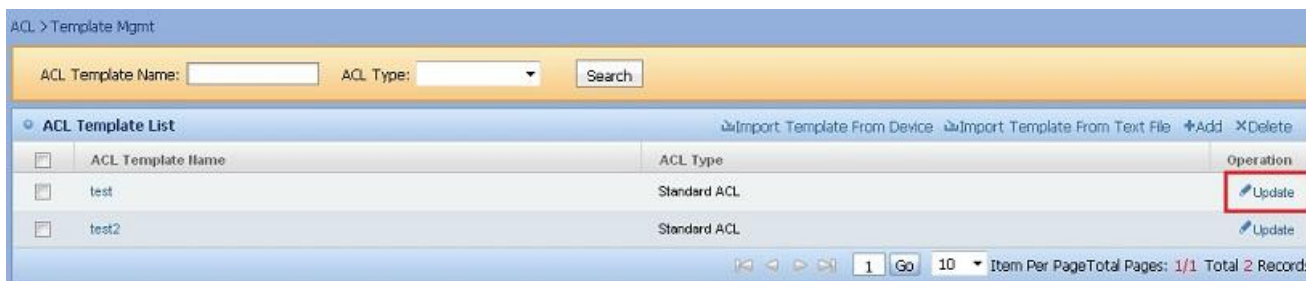 ACL > Template Mgmt
ACL Template Name: ACL Type: Search
ACL Template List Import Template From Device Import Template From Text File Add Delete
ACL Template Name ACL Type Operation
test Standard ACL Update
test2 Standard ACL Update
1 Go 10 Item Per PageTotal Pages: 1/1 Total 2 Records